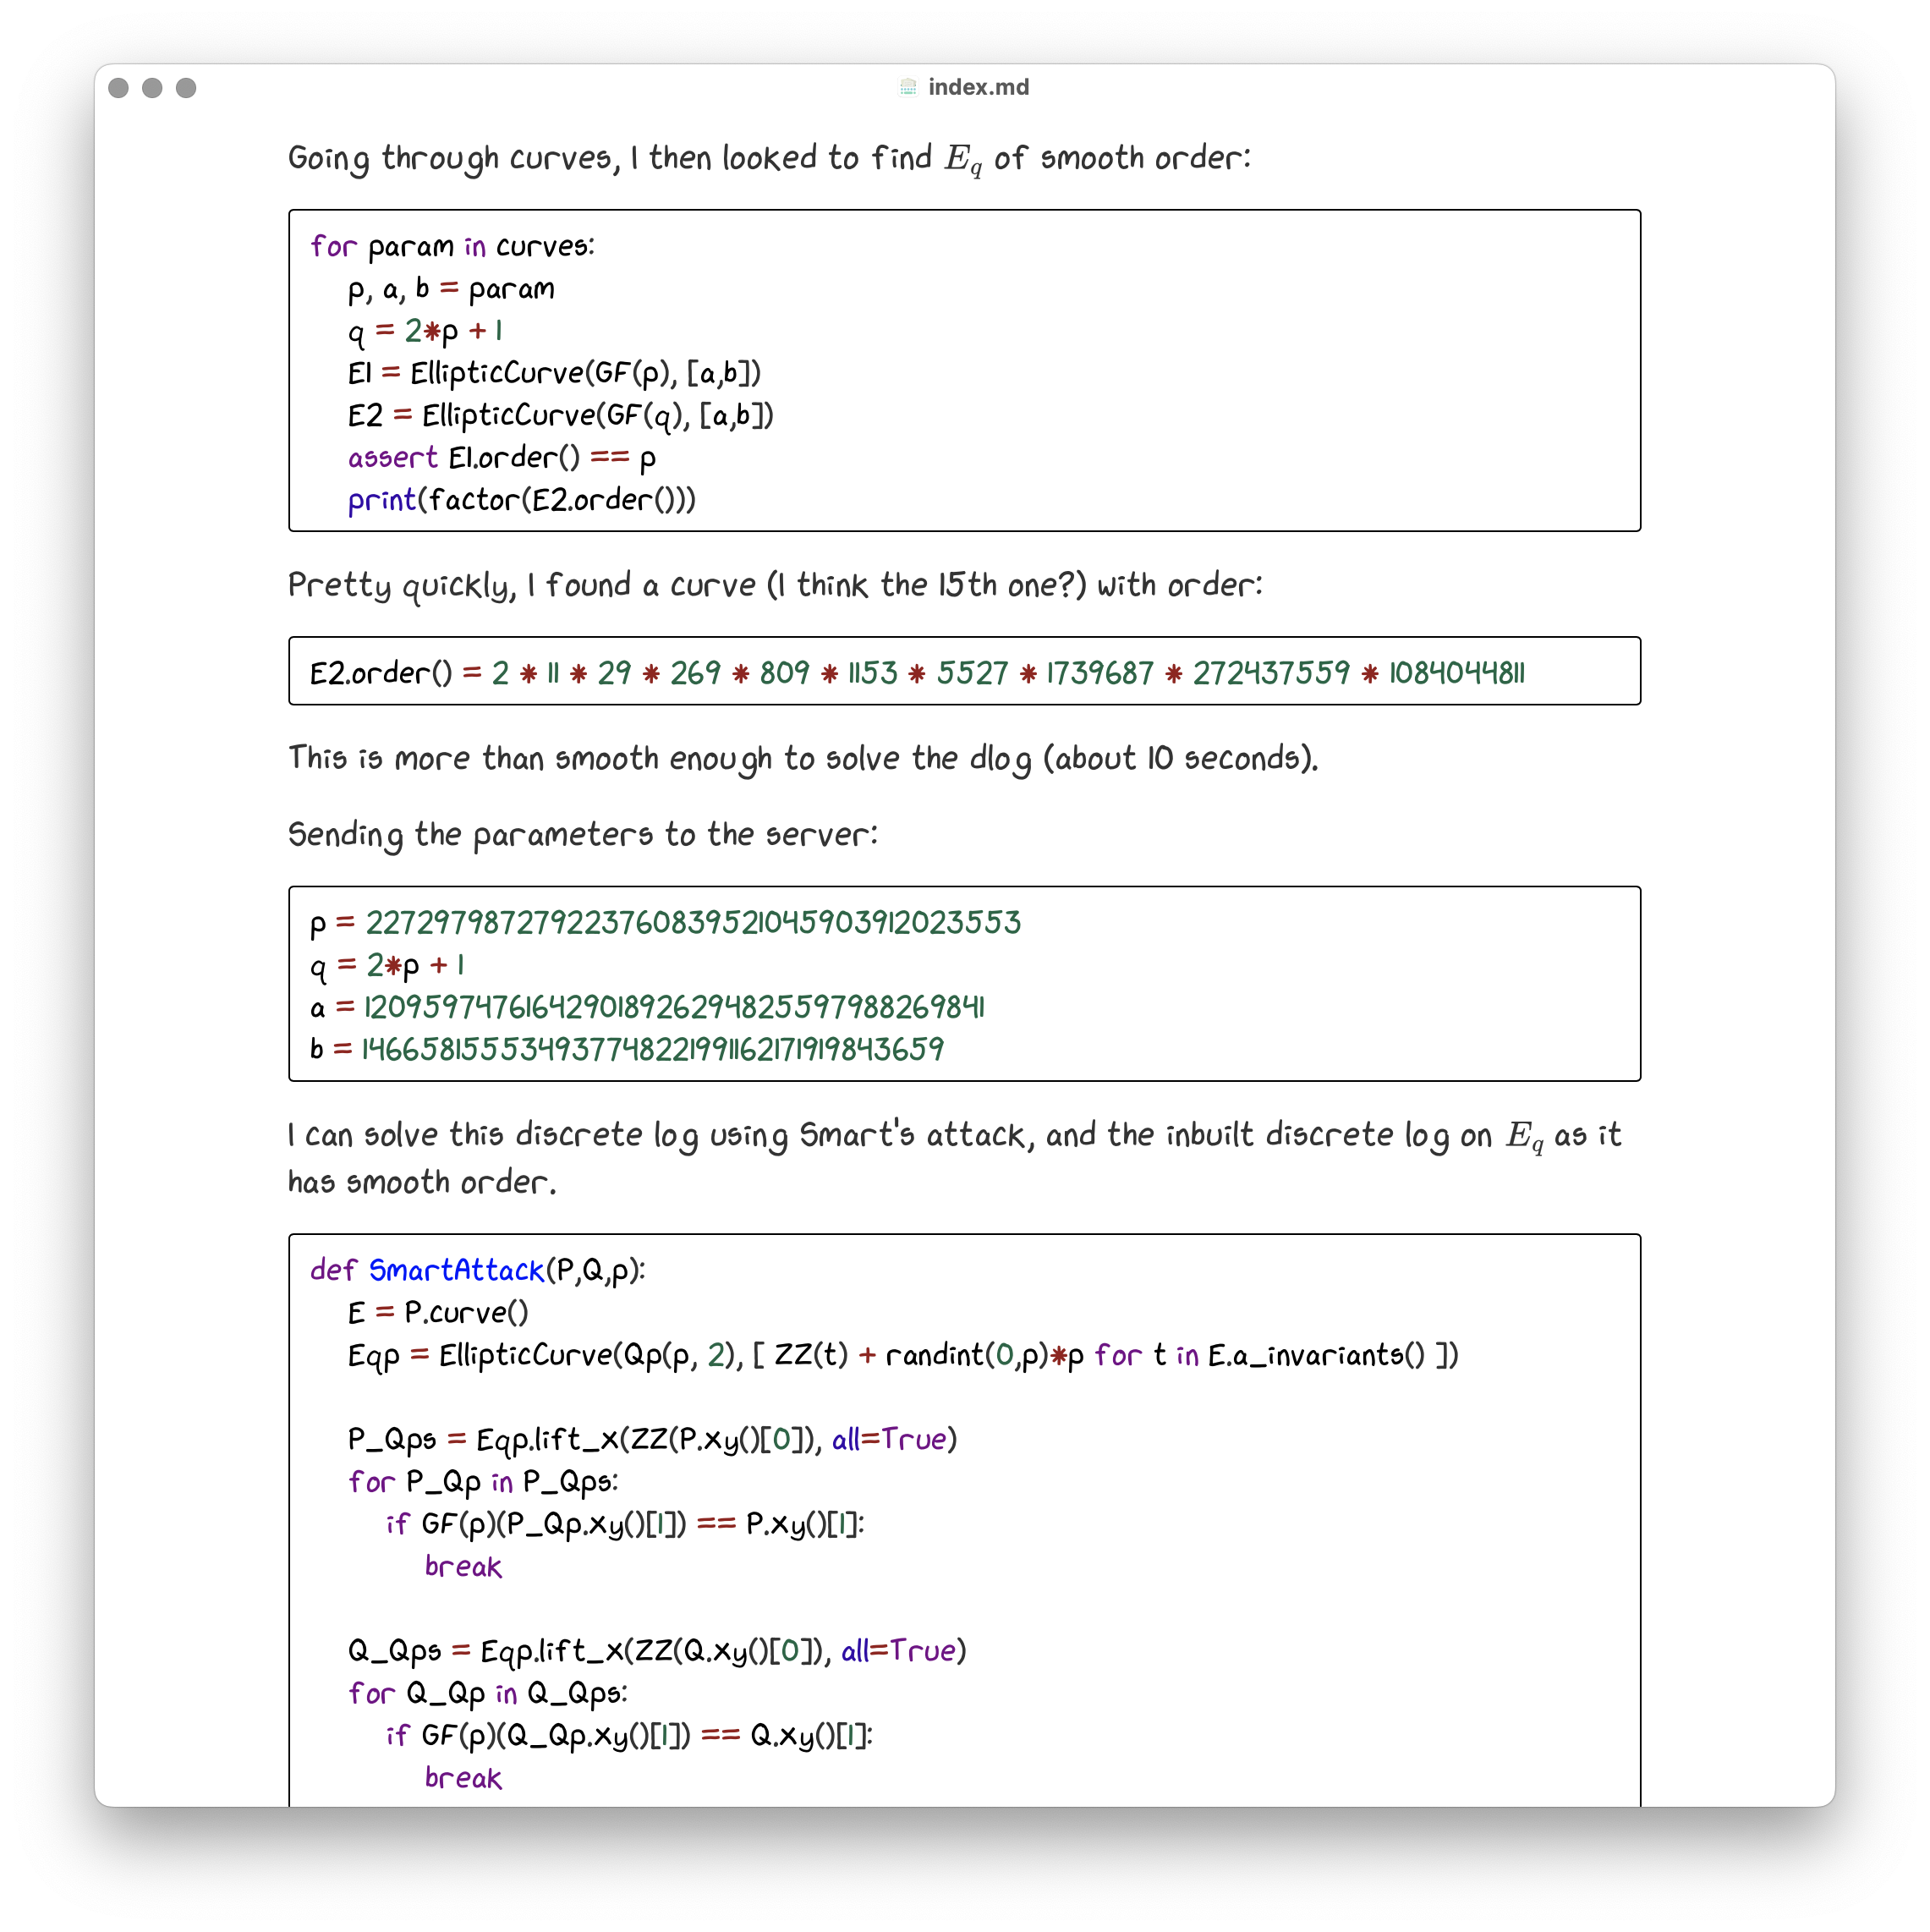 index.md
Going through curves, I then looked to find E_q of smooth order:
for param in curves:
    p, a, b = param
    q = 2*p + 1
    E1 = EllipticCurve(GF(p), [a,b])
    E2 = EllipticCurve(GF(q), [a,b])
    assert E1.order() == p
    print(factor(E2.order()))
Pretty quickly, I found a curve (I think the 15th one?) with order:
E2.order() = 2 * 11 * 29 * 269 * 809 * 1153 * 5527 * 1739687 * 272437559 * 1084044811
This is more than smooth enough to solve the dlog (about 10 seconds).
Sending the parameters to the server:
p = 227297987279223760839521045903912023553
q = 2*p + 1
a = 120959747616429018926294825597988269841
b = 146658155534937748221991162171919843659
I can solve this discrete log using Smart's attack, and the inbuilt discrete log on E_q as it
has smooth order.
def SmartAttack(P,Q,p):
    E = P.curve()
    Eqp = EllipticCurve(Qp(p, 2), [ ZZ(t) + randint(0,p)*p for t in E.a_invariants() ])
    P_Qps = Eqp.lift_x(ZZ(P.xy()[0]), all=True)
    for P_Qp in P_Qps:
        if GF(p)(P_Qp.xy()[1]) == P.xy()[1]:
            break
    Q_Qps = Eqp.lift_x(ZZ(Q.xy()[0]), all=True)
    for Q_Qp in Q_Qps:
        if GF(p)(Q_Qp.xy()[1]) == Q.xy()[1]:
            break